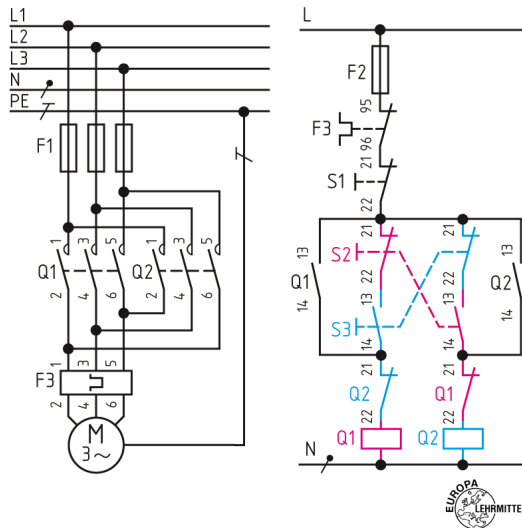 L1
L2
L3
N
PE
F1
1 3 5 1 3 5
Q1 Q2
2 4 6 2 4 6
1 3 5
F3
2 4 6
M
3~
L
F2
95
F3
96
21
S1
22
21 21
13 S2 13
Q1 22 22 Q2
14 13 13 14
S3
14 14
21 21
Q2 Q1
22 22
Q1 Q2
N
EUROPA
LEHRMITTE